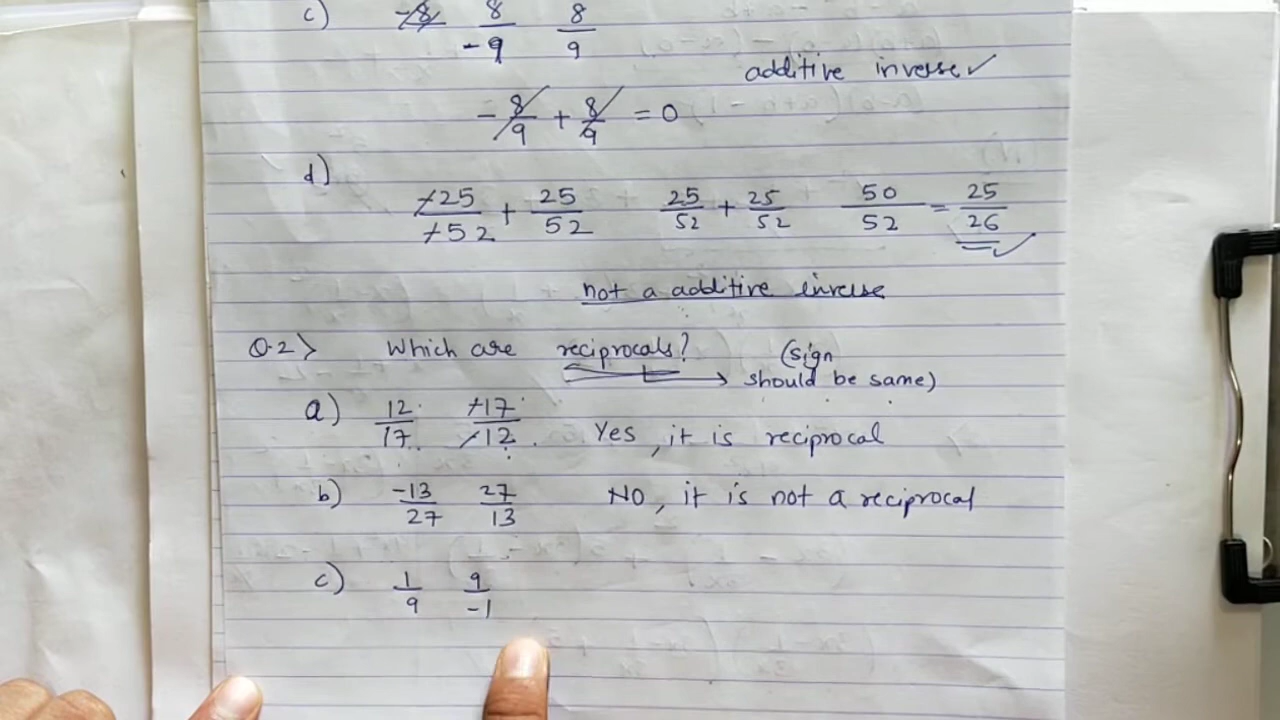 c) -8 8/-9 8/9
additive inverse ✓
-8/9 + 8/9 = 0
d)
-25/-52 + 25/52 25/52 + 25/52 50/52 = 25/26 ✓
not a additive inverse
Q.2> Which are reciprocals? (sign
should be same)
a) 12/17 -17/-12 Yes, it is reciprocal
b) -13/27 27/13 No, it is not a reciprocal
c) 1/9 9/-1